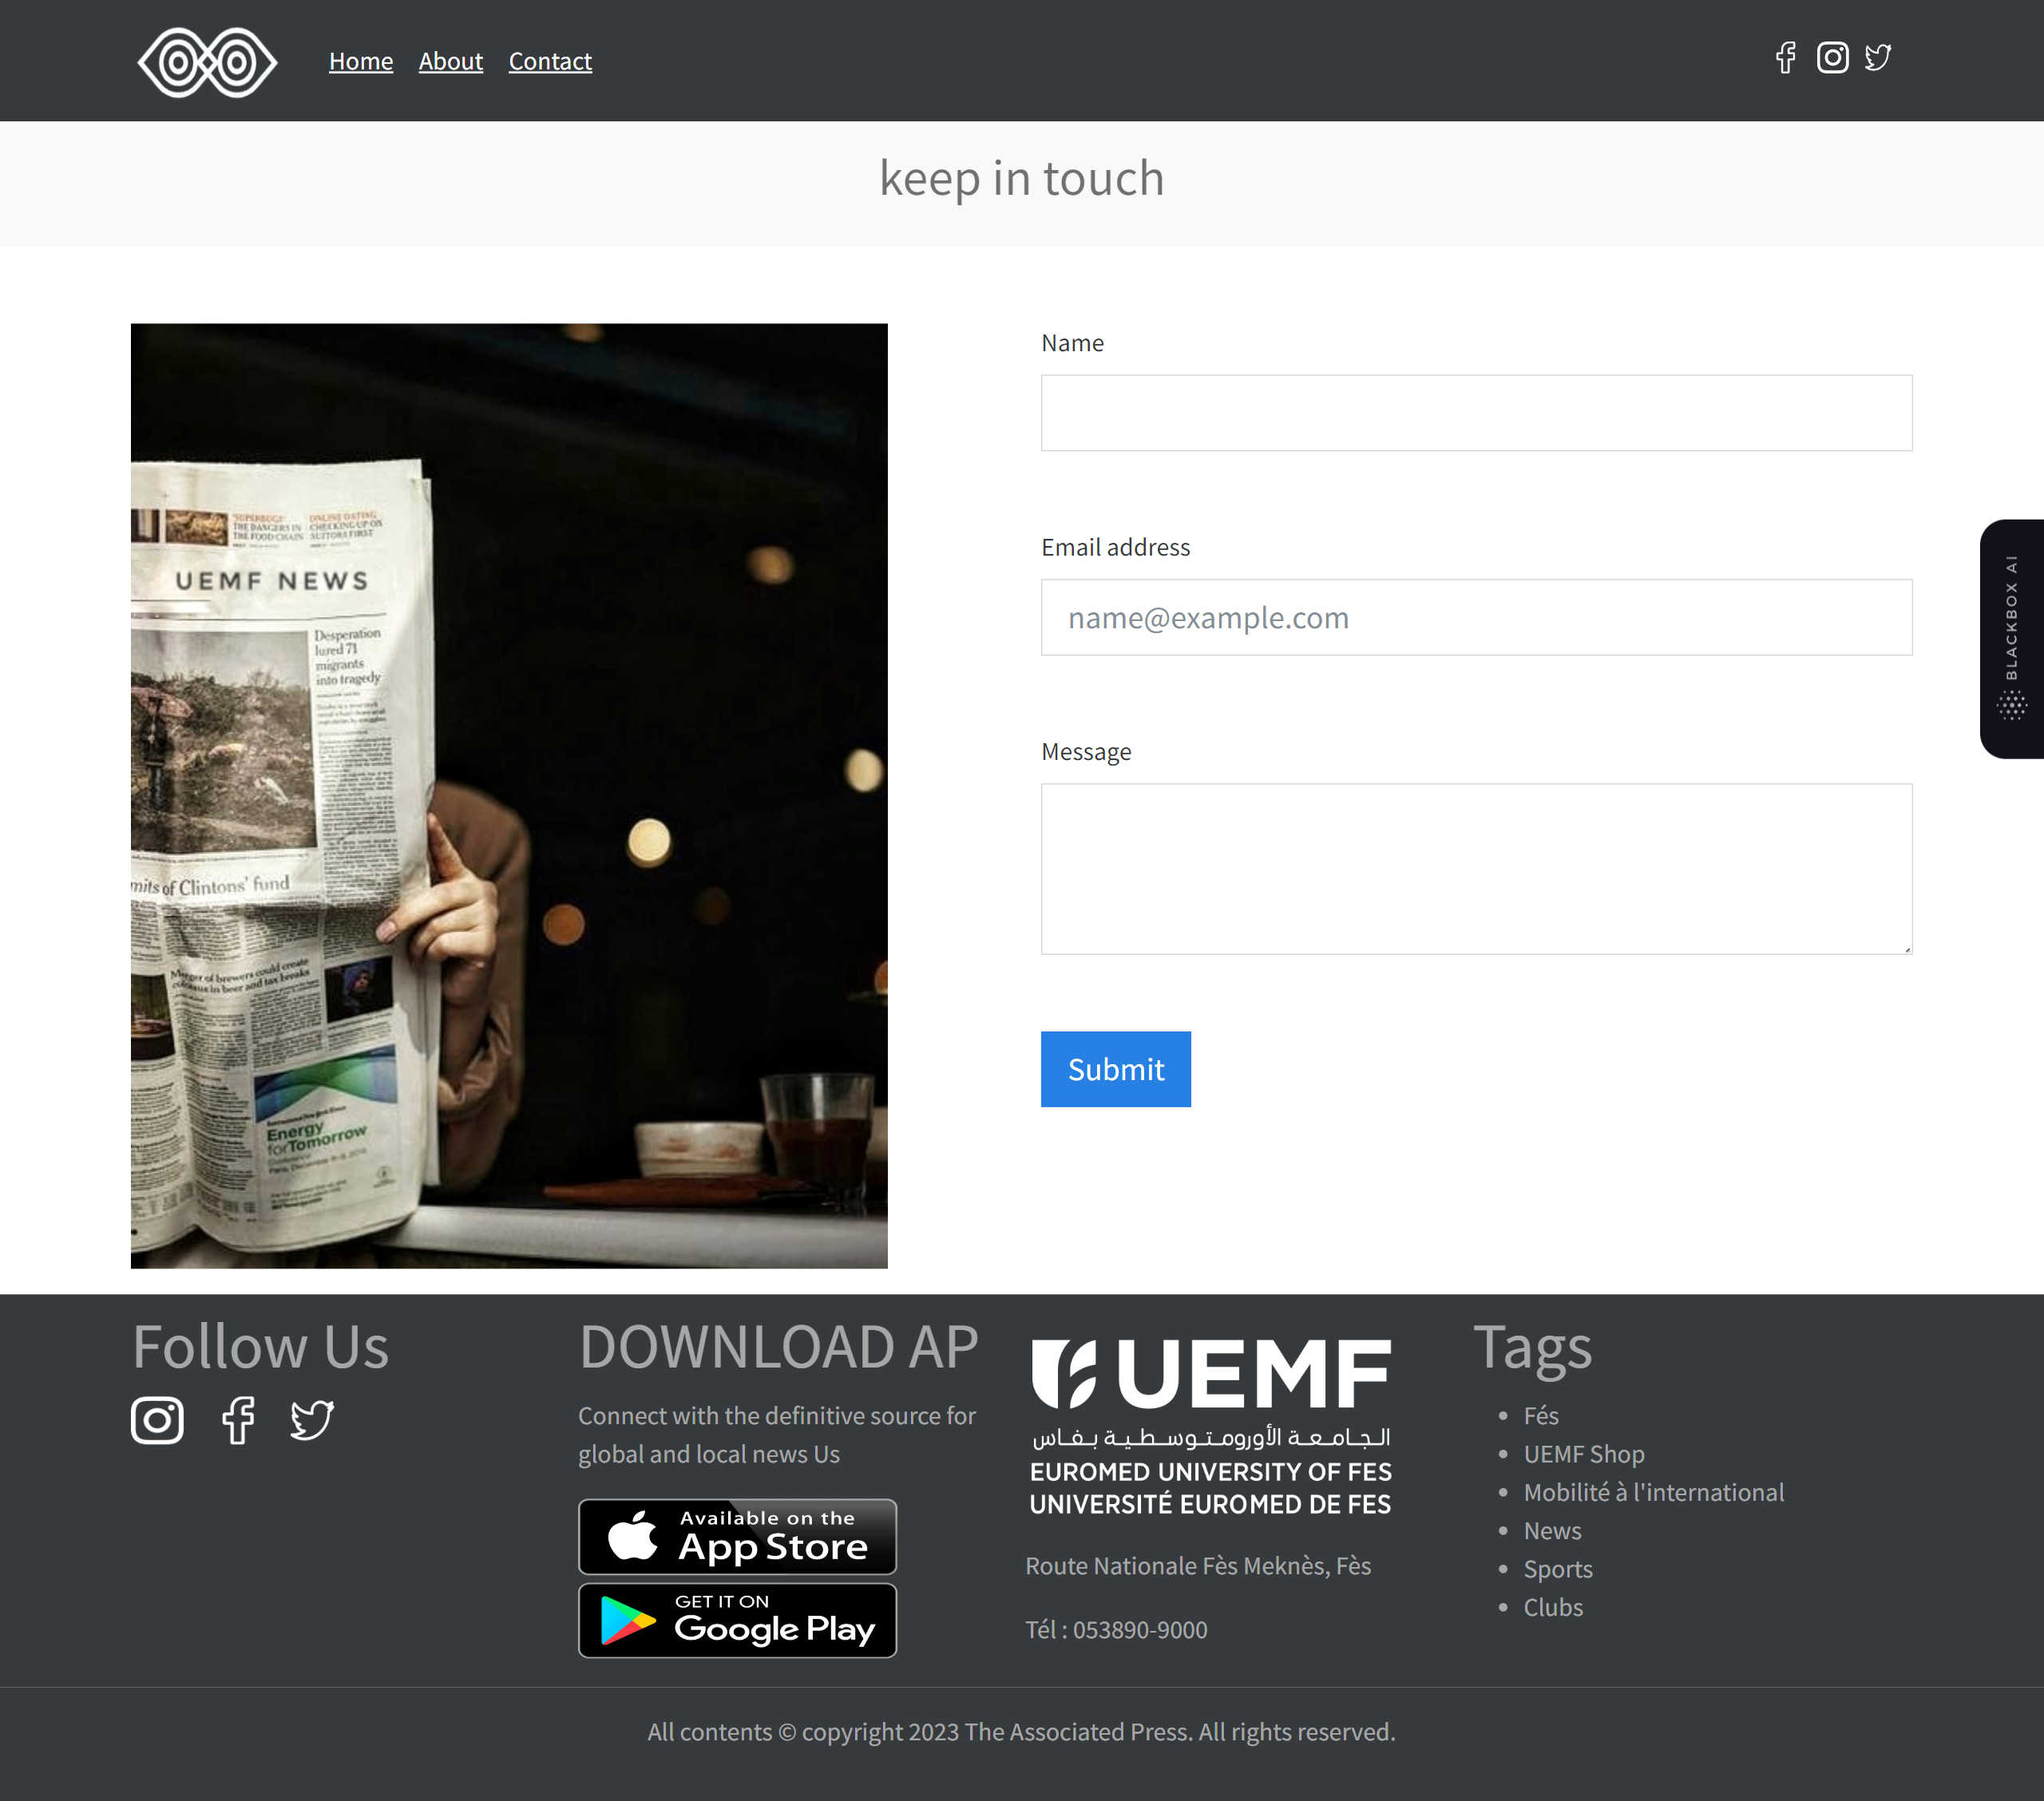 Home About Contact
keep in touch
"SUPERBUGS"
THE DANGERS IN
THE FOOD CHAIN
ONLINE DATING
CHECKING UP ON
SUITORS FIRST
UEMF NEWS
Desperation
lured 71
migrants
into tragedy
mits of Clintons' fund
Merger of brewers could create
colossus in beer and tax breaks
Energy
forTomorrow
Name
Email address
name@example.com
Message
Submit
BLACKBOX AI
Follow Us
DOWNLOAD AP
Connect with the definitive source for
global and local news Us
Available on the
App Store
GET IT ON
Google Play
UEMF
الجامعة الأورومتوسطية بفاس
EUROMED UNIVERSITY OF FES
UNIVERSITÉ EUROMED DE FES
Route Nationale Fès Meknès, Fès
Tél : 053890-9000
Tags
Fés
UEMF Shop
Mobilité à l'international
News
Sports
Clubs
All contents © copyright 2023 The Associated Press. All rights reserved.